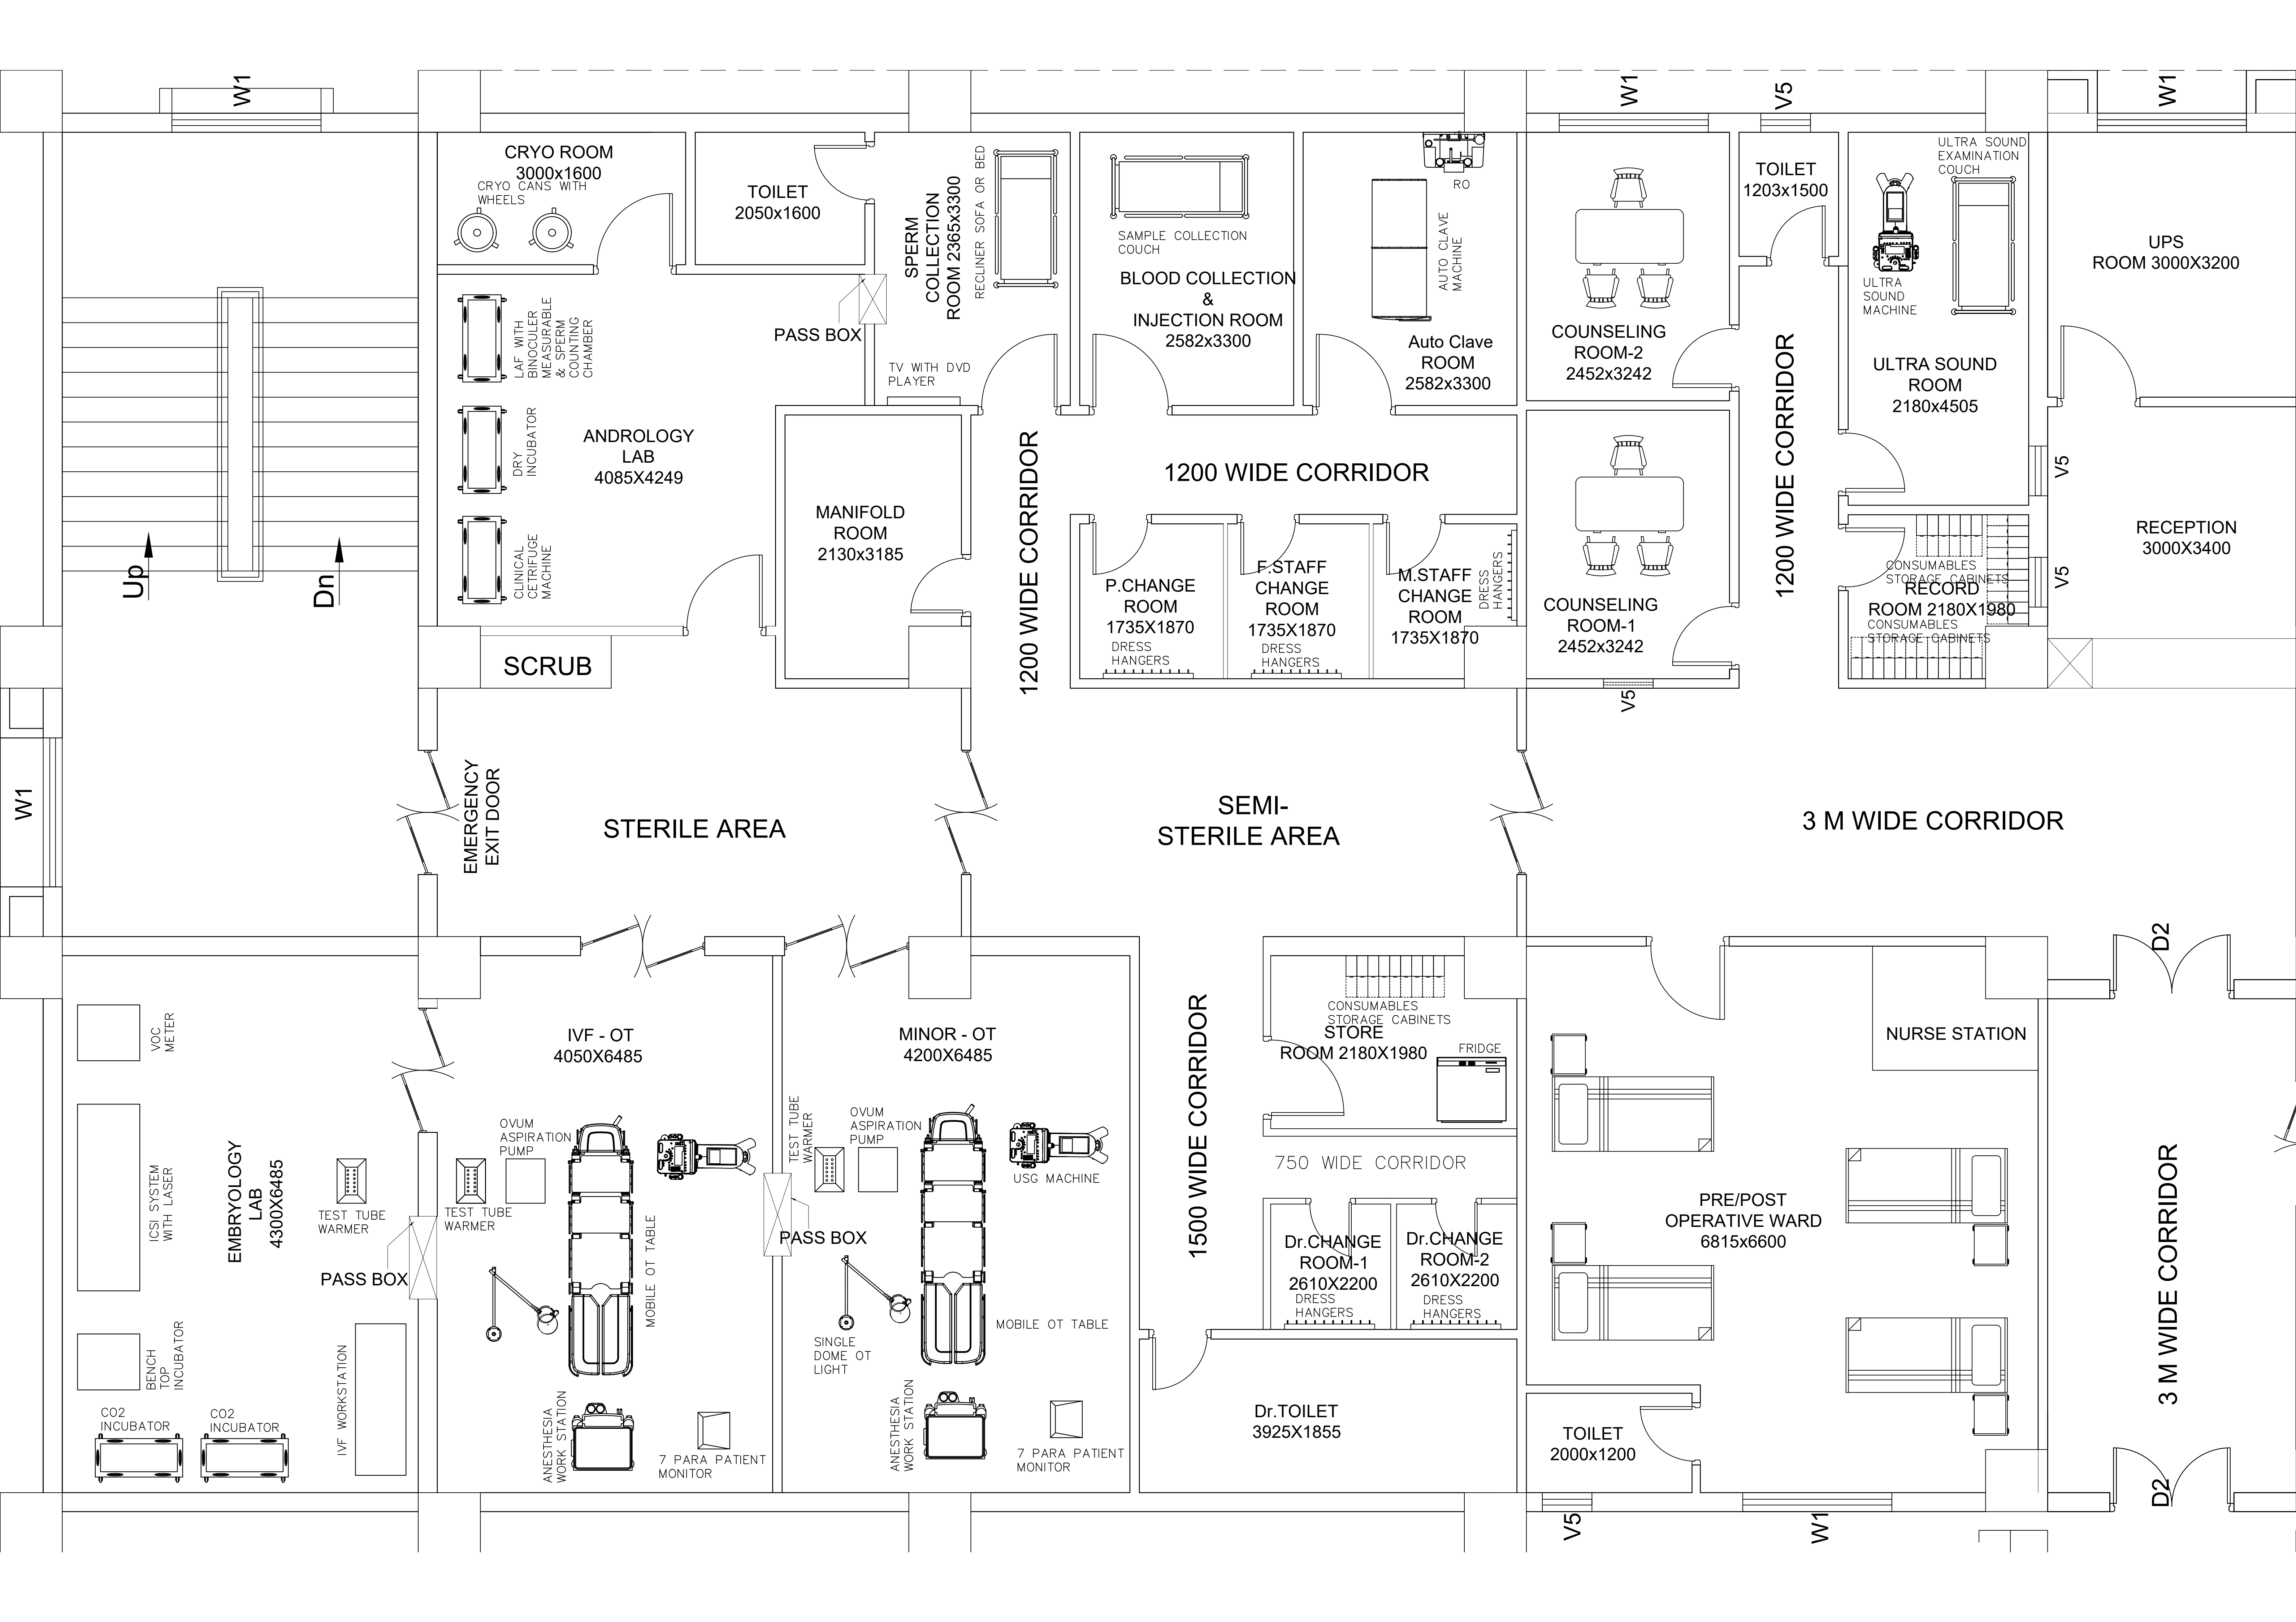 W1
W1
V5
W1
CRYO ROOM
3000x1600
CRYO CANS WITH
WHEELS
TOILET
2050x1600
SPERM
COLLECTION
ROOM 2365x3300
RECLINER SOFA OR BED
TV WITH DVD
PLAYER
PASS BOX
SAMPLE COLLECTION
COUCH
BLOOD COLLECTION
&
INJECTION ROOM
2582x3300
RO
AUTO CLAVE
MACHINE
Auto Clave
ROOM
2582x3300
COUNSELING
ROOM-2
2452x3242
TOILET
1203x1500
ULTRA SOUND
EXAMINATION
COUCH
ULTRA
SOUND
MACHINE
ULTRA SOUND
ROOM
2180x4505
UPS
ROOM 3000X3200
LAF WITH
BINOCULER
MEASURABLE
& SPERM
COUNTING
CHAMBER
DRY
INCUBATOR
CLINICAL
CETRIFUGE
MACHINE
ANDROLOGY
LAB
4085X4249
MANIFOLD
ROOM
2130x3185
1200 WIDE CORRIDOR
1200 WIDE CORRIDOR
1200 WIDE CORRIDOR
V5
V5
RECEPTION
3000X3400
Up
Dn
SCRUB
P.CHANGE
ROOM
1735X1870
DRESS
HANGERS
F.STAFF
CHANGE
ROOM
1735X1870
DRESS
HANGERS
M.STAFF
CHANGE
ROOM
1735X1870
DRESS
HANGERS
COUNSELING
ROOM-1
2452x3242
V5
CONSUMABLES
STORAGE CABINETS
RECORD
ROOM 2180X1980
CONSUMABLES
STORAGE CABINETS
W1
EMERGENCY
EXIT DOOR
STERILE AREA
SEMI-
STERILE AREA
3 M WIDE CORRIDOR
VOC
METER
ICSI SYSTEM
WITH LASER
EMBRYOLOGY
LAB
4300X6485
TEST TUBE
WARMER
PASS BOX
BENCH
TOP
INCUBATOR
CO2
INCUBATOR
CO2
INCUBATOR
IVF WORKSTATION
IVF - OT
4050X6485
OVUM
ASPIRATION
PUMP
TEST TUBE
WARMER
MOBILE OT TABLE
ANESTHESIA
WORK STATION
7 PARA PATIENT
MONITOR
MINOR - OT
4200X6485
TEST TUBE
WARMER
OVUM
ASPIRATION
PUMP
USG MACHINE
PASS BOX
SINGLE
DOME OT
LIGHT
MOBILE OT TABLE
ANESTHESIA
WORK STATION
7 PARA PATIENT
MONITOR
1500 WIDE CORRIDOR
CONSUMABLES
STORAGE CABINETS
STORE
ROOM 2180X1980
FRIDGE
750 WIDE CORRIDOR
Dr.CHANGE
ROOM-1
2610X2200
DRESS
HANGERS
Dr.CHANGE
ROOM-2
2610X2200
DRESS
HANGERS
Dr.TOILET
3925X1855
NURSE STATION
PRE/POST
OPERATIVE WARD
6815x6600
TOILET
2000x1200
V5
W1
D2
3 M WIDE CORRIDOR
D2